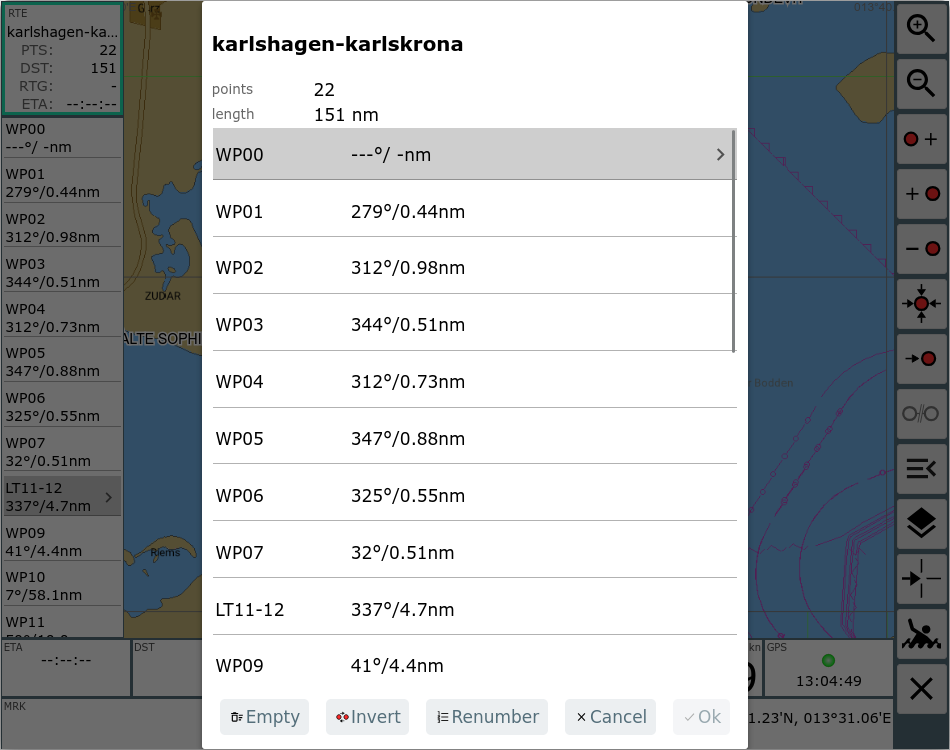 RTE
karlshagen-ka...
PTS: 22
DST: 151
RTG: -
ETA: --:--:--
WP00
---°/ -nm
WP01
279°/0.44nm
WP02
312°/0.98nm
WP03
344°/0.51nm
WP04
312°/0.73nm
WP05
347°/0.88nm
WP06
325°/0.55nm
WP07
32°/0.51nm
LT11-12
337°/4.7nm
WP09
41°/4.4nm
WP10
7°/58.1nm
WP11
ZUDAR
ALTE SOPHI
Riems
Bodden
013°40
karlshagen-karlskrona
points 22
length 151 nm
WP00 ---°/ -nm
WP01 279°/0.44nm
WP02 312°/0.98nm
WP03 344°/0.51nm
WP04 312°/0.73nm
WP05 347°/0.88nm
WP06 325°/0.55nm
WP07 32°/0.51nm
LT11-12 337°/4.7nm
WP09 41°/4.4nm
Empty Invert Renumber Cancel Ok
ETA
--:--:--
DST
kn
GPS
13:04:49
MRK
1.23'N, 013°31.06'E